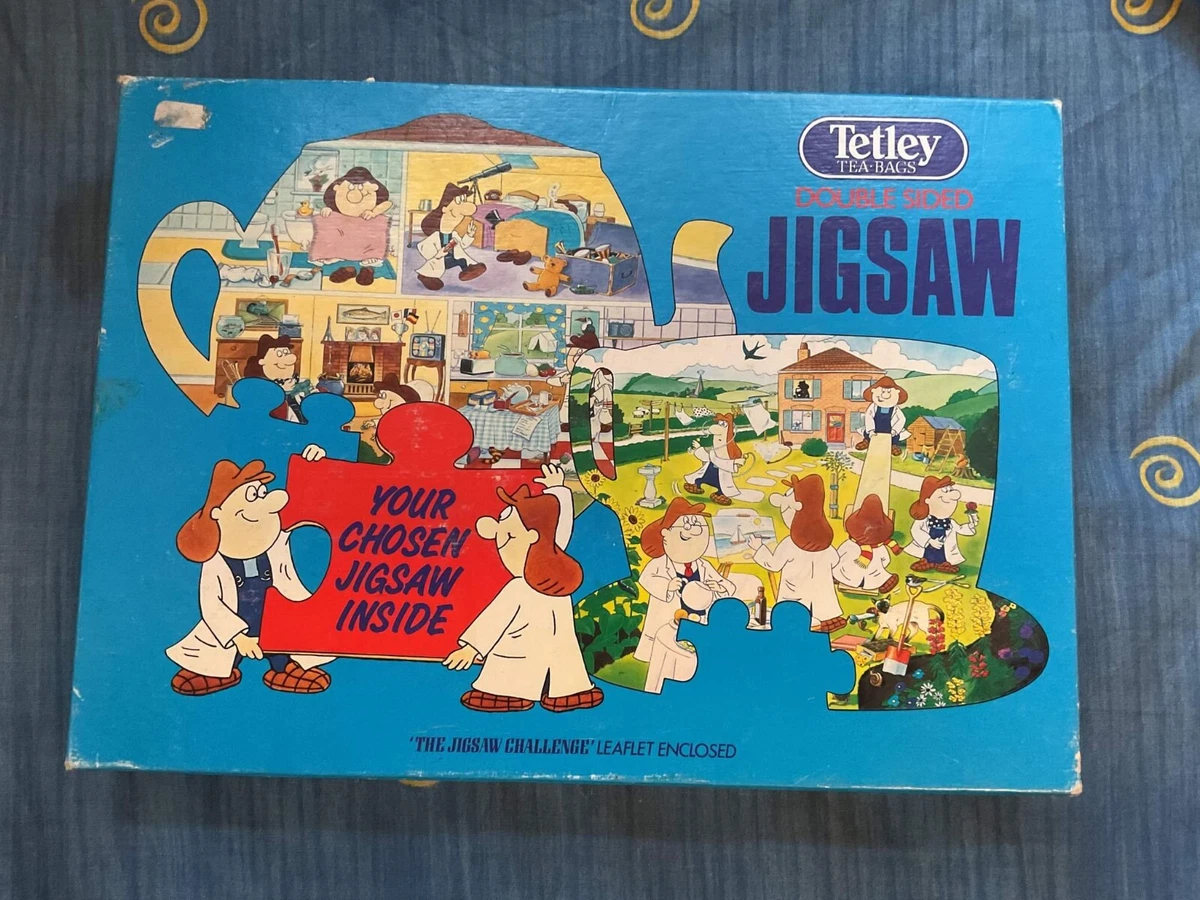 Tetley
TEA·BAGS
DOUBLE SIDED
JIGSAW
YOUR
CHOSEN
JIGSAW
INSIDE
'THE JIGSAW CHALLENGE' LEAFLET ENCLOSED